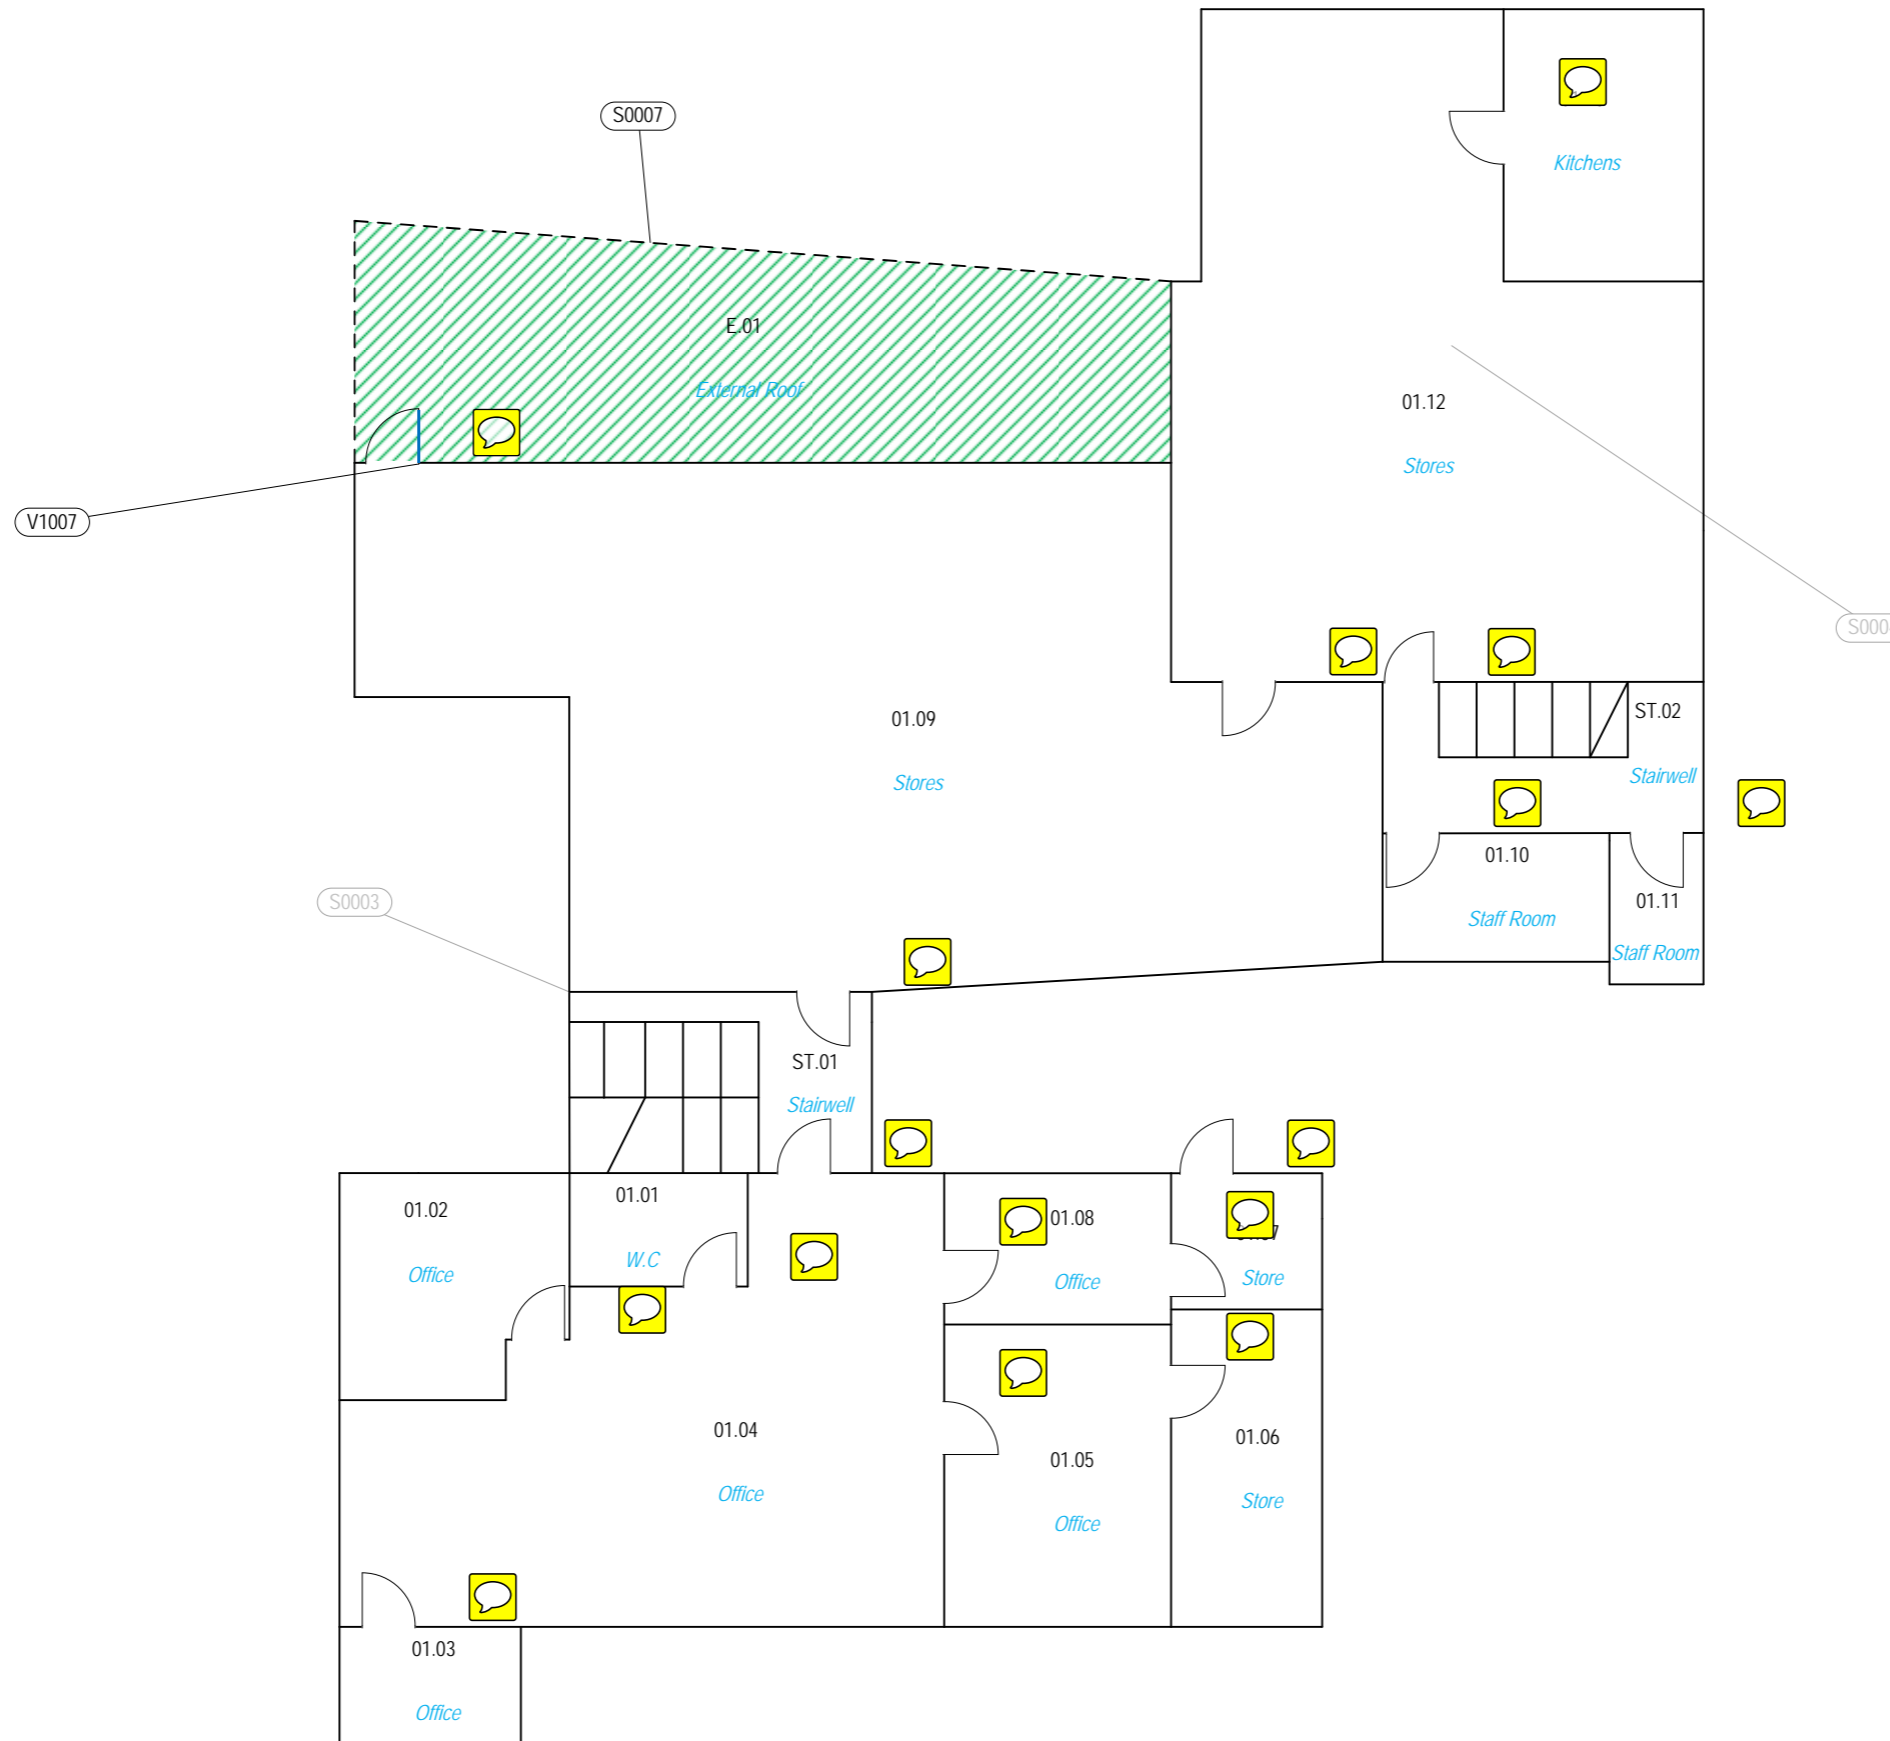 S0007
Kitchens
E.01
External Roof
01.12
Stores
V1007
S000
01.09
Stores
ST.02
Stairwell
01.10
Staff Room
01.11
Staff Room
S0003
ST.01
Stairwell
01.02
Office
01.01
W.C
01.08
Office
Store
01.04
Office
01.05
Office
01.06
Store
01.03
Office